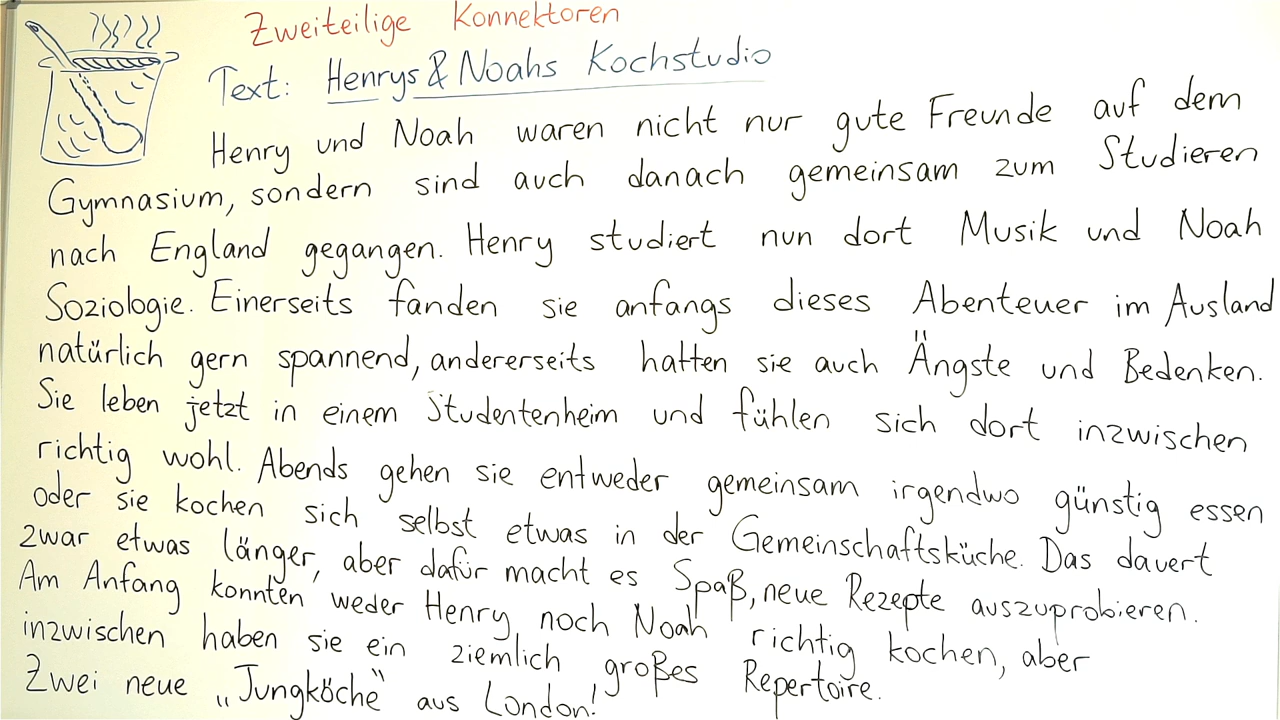 Zweiteilige Konnektoren
Text: Henrys & Noahs Kochstudio
Henry und Noah waren nicht nur gute Freunde auf dem
Gymnasium, sondern sind auch danach gemeinsam zum Studieren
nach England gegangen. Henry studiert nun dort Musik und Noah
Soziologie. Einerseits fanden sie anfangs dieses Abenteuer im Ausland
natürlich gern spannend, andererseits hatten sie auch Ängste und Bedenken.
Sie leben jetzt in einem Studentenheim und fühlen sich dort inzwischen
richtig wohl. Abends gehen sie entweder gemeinsam irgendwo günstig essen
oder sie kochen sich selbst etwas in der Gemeinschaftsküche. Das dauert
zwar etwas länger, aber dafür macht es Spaß, neue Rezepte auszuprobieren.
Am Anfang konnten weder Henry noch Noah richtig kochen, aber
inzwischen haben sie ein ziemlich großes Repertoire.
Zwei neue „Jungköche“ aus London!